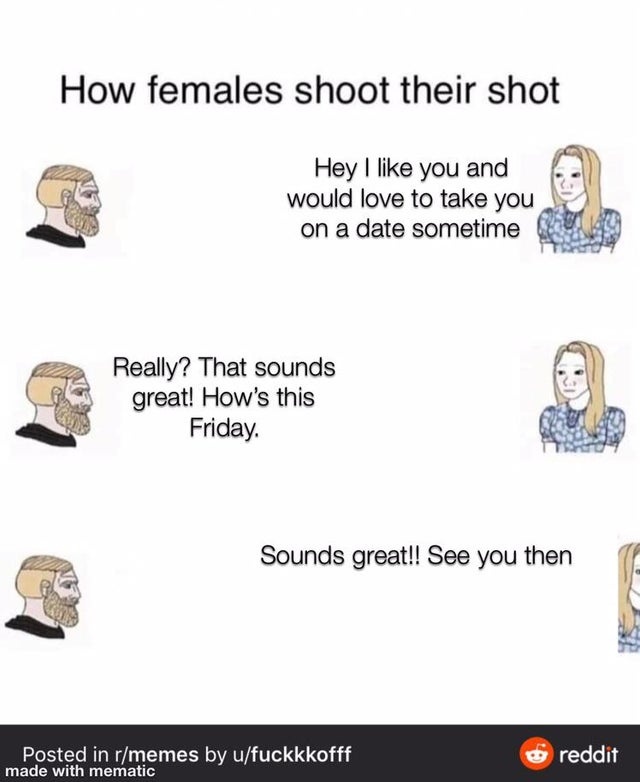 How females shoot their shot
Hey I like you and
would love to take you
on a date sometime
Really? That sounds
great! How’s this
Friday.
Sounds great!! See you then
Posted in r/memes by u/fuckkkofff
reddit
made with mematic